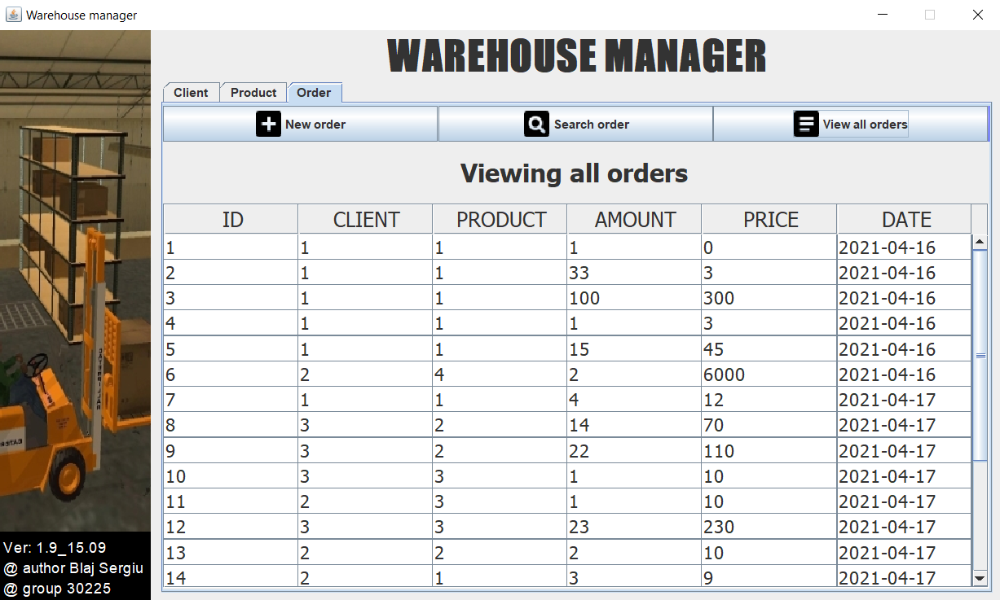 Warehouse manager
WAREHOUSE MANAGER
Client Product Order
New order Search order View all orders
Viewing all orders
ID CLIENT PRODUCT AMOUNT PRICE DATE
1 1 1 1 0 2021-04-16
2 1 1 33 3 2021-04-16
3 1 1 100 300 2021-04-16
4 1 1 1 3 2021-04-16
5 1 1 15 45 2021-04-16
6 2 4 2 6000 2021-04-16
7 1 1 4 12 2021-04-17
8 3 2 14 70 2021-04-17
9 3 2 22 110 2021-04-17
10 3 3 1 10 2021-04-17
11 2 3 1 10 2021-04-17
12 3 3 23 230 2021-04-17
13 2 2 2 10 2021-04-17
14 2 1 3 9 2021-04-17
Ver: 1.9_15.09
@ author Blaj Sergiu
@ group 30225